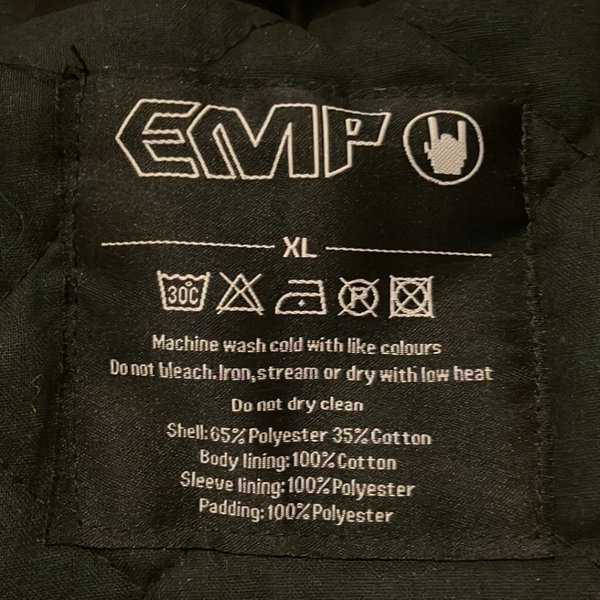 EMP
XL
30C
P
Machine wash cold with like colours
Do not bleach.Iron,stream or dry with low heat
Do not dry clean
Shell:65%Polyester 35%Cotton
Body lining:100%Cotton
Sleeve lining:100%Polyester
Padding:100%Polyester